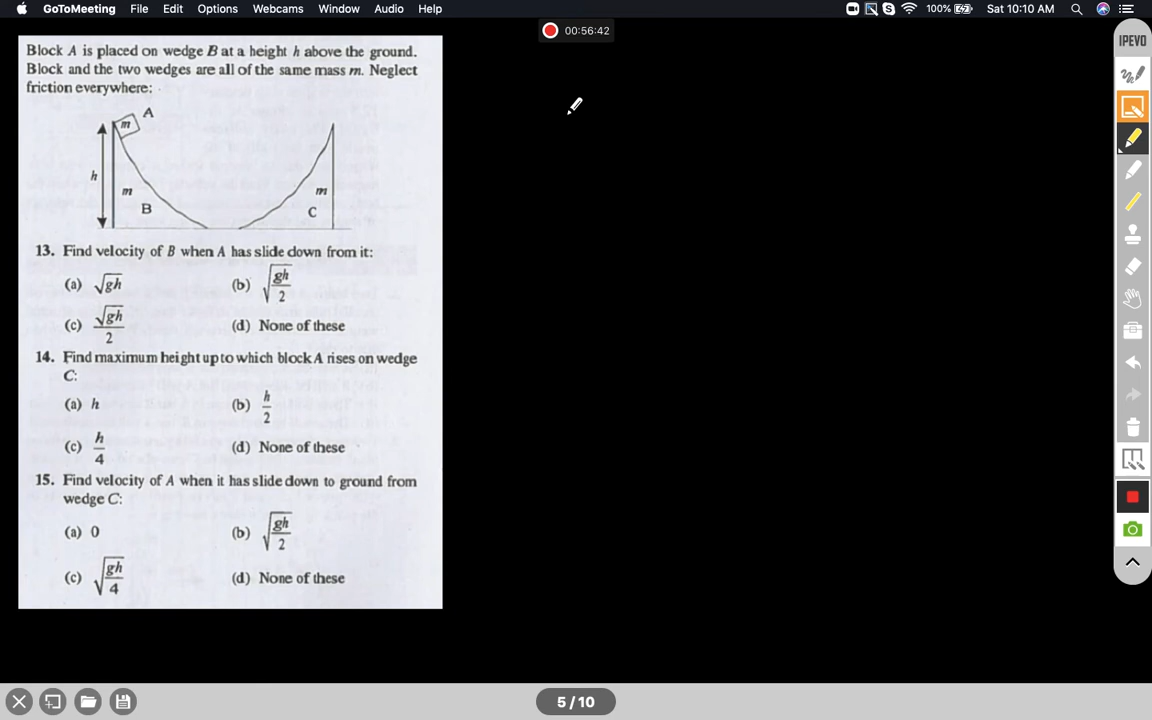 GoToMeeting File Edit Options Webcams Window Audio Help 100% Sat 10:10 AM
00:56:42
IPEVO
Block A is placed on wedge B at a height h above the ground.
Block and the two wedges are all of the same mass m. Neglect
friction everywhere:
A
m
h
m
m
B
C
13. Find velocity of B when A has slide down from it:
(a) √gh (b) √gh/2
(c) √gh/2 (d) None of these
14. Find maximum height upto which block A rises on wedge
C:
(a) h (b) h/2
(c) h/4 (d) None of these
15. Find velocity of A when it has slide down to ground from
wedge C:
(a) 0 (b) √gh/2
(c) √gh/4 (d) None of these
5 / 10